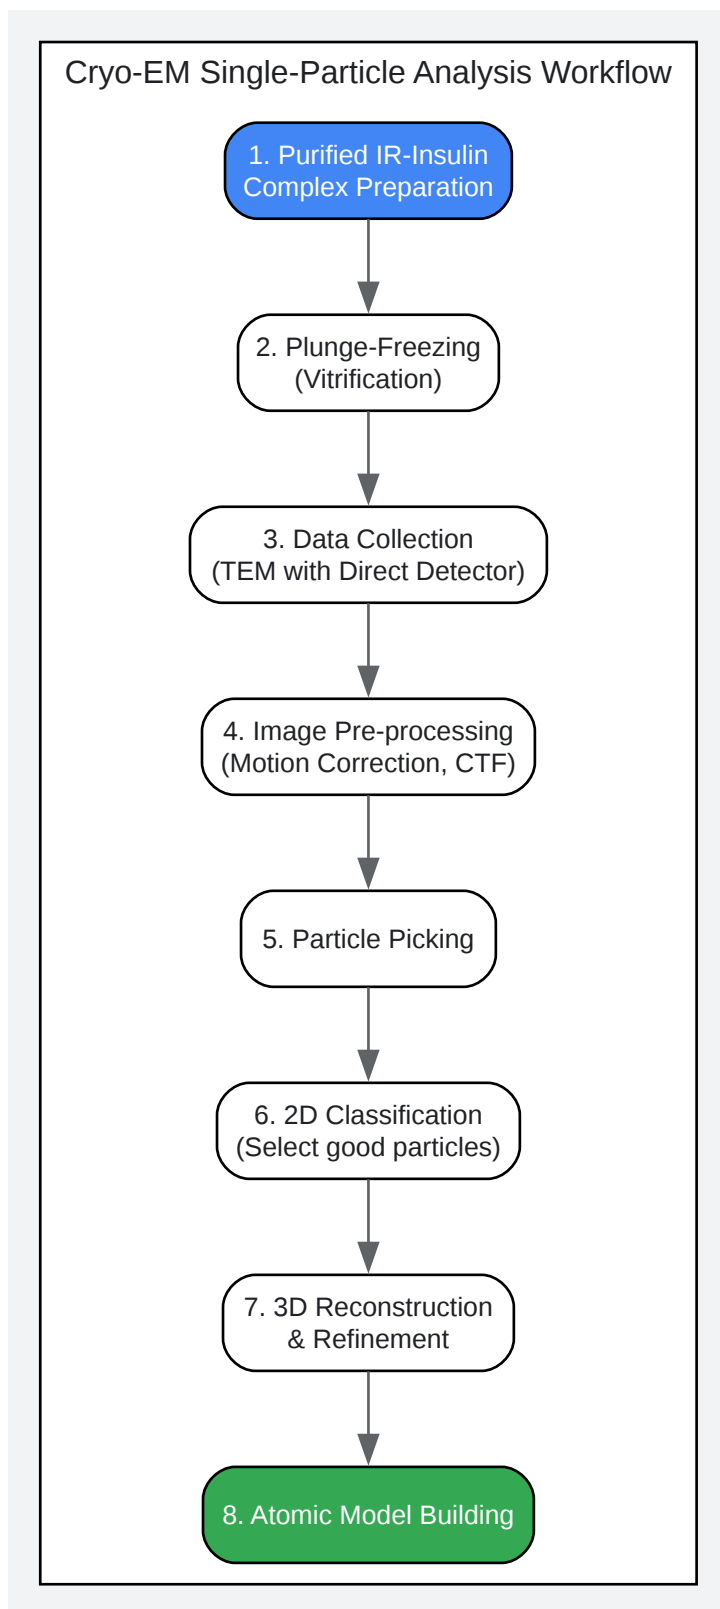 Cryo-EM Single-Particle Analysis Workflow
1. Purified IR-Insulin
Complex Preparation
2. Plunge-Freezing
(Vitrification)
3. Data Collection
(TEM with Direct Detector)
4. Image Pre-processing
(Motion Correction, CTF)
5. Particle Picking
6. 2D Classification
(Select good particles)
7. 3D Reconstruction
& Refinement
8. Atomic Model Building